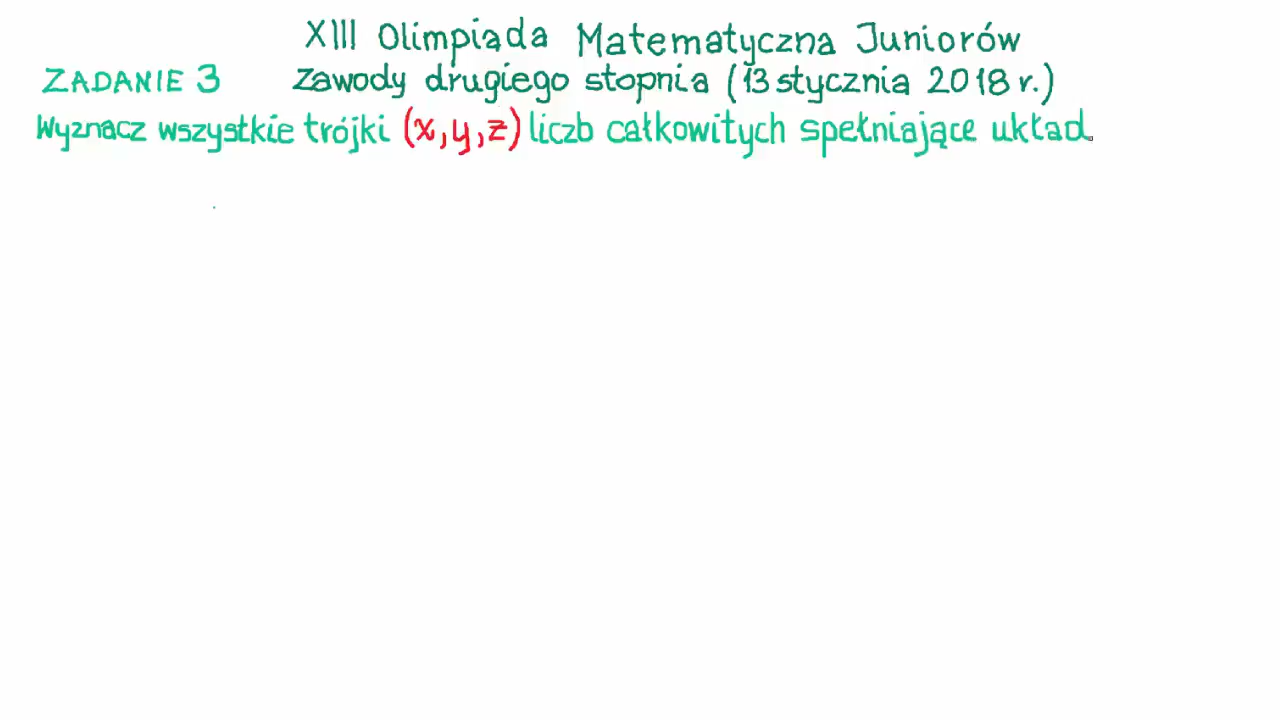 XIII Olimpiada Matematyczna Juniorów
ZADANIE 3 Zawody drugiego stopnia (13 stycznia 2018 r.)
Wyznacz wszystkie trójki (x,y,z) liczb całkowitych spełniające układ